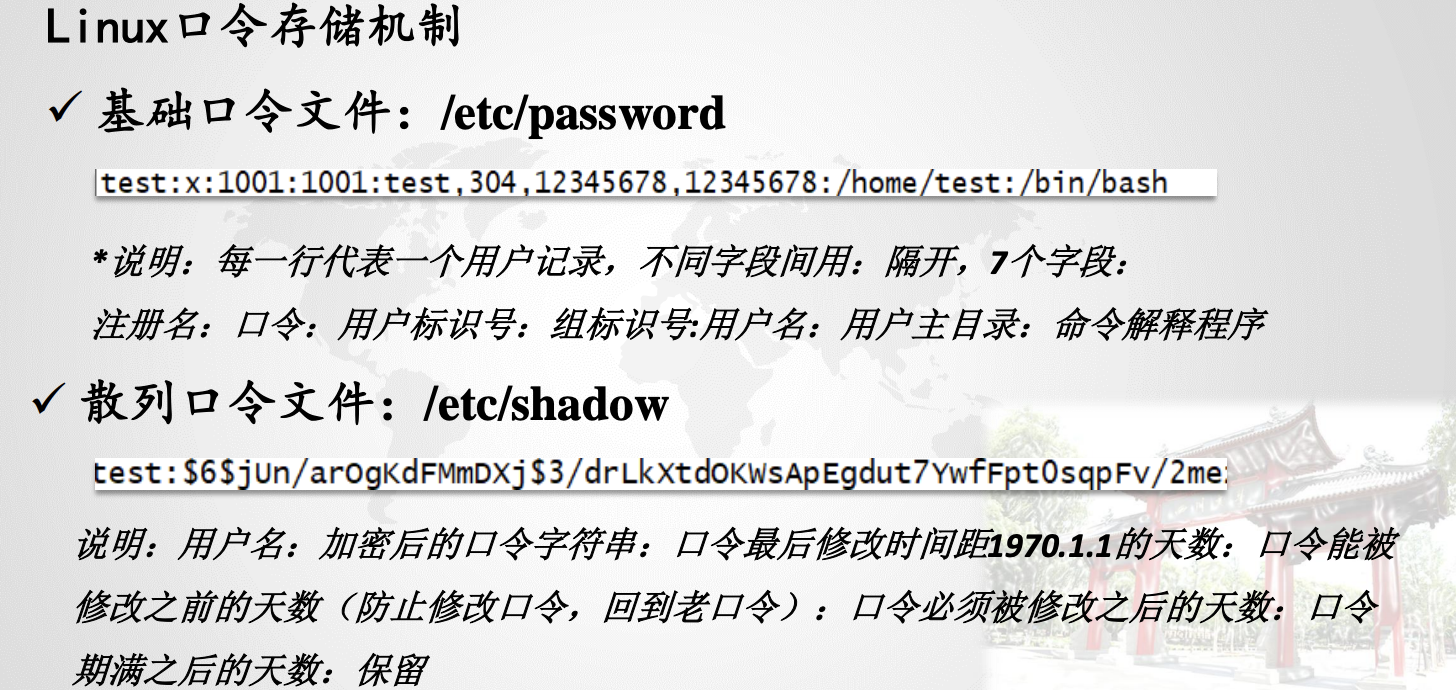 Linux口令存储机制
✓ 基础口令文件：/etc/password
test:x:1001:1001:test,304,12345678,12345678:/home/test:/bin/bash
*说明：每一行代表一个用户记录，不同字段间用：隔开，7个字段：
注册名：口令：用户标识号：组标识号:用户名：用户主目录：命令解释程序
✓ 散列口令文件：/etc/shadow
test:$6$jUn/arOgKdFMmDXj$3/drLkXtdOKWsApEgdut7YwfFpt0sqpFv/2me
说明：用户名：加密后的口令字符串：口令最后修改时间距1970.1.1的天数：口令能被
修改之前的天数（防止修改口令，回到老口令）：口令必须被修改之后的天数：口令
期满之后的天数：保留